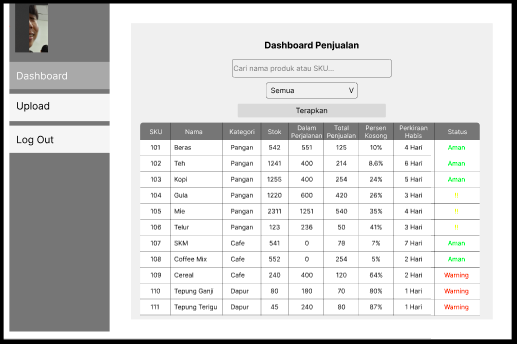 Dashboard
Upload
Log Out
Dashboard Penjualan
Cari nama produk atau SKU...
Semua V
Terapkan
SKU Nama Kategori Stok Dalam Perjalanan Total Penjualan Persen Kosong Perkiraan Habis Status
101 Beras Pangan 542 551 125 10% 4 Hari Aman
102 Teh Pangan 1241 400 214 8,6% 6 Hari Aman
103 Kopi Pangan 1255 400 254 24% 5 Hari Aman
104 Gula Pangan 1220 600 420 26% 3 Hari
105 Mie Pangan 2311 1251 540 35% 4 Hari
106 Telur Pangan 123 236 50 41% 3 Hari
107 SKM Cafe 541 0 78 7% 7 Hari Aman
108 Coffee Mix Cafe 552 0 254 5% 2 Hari Aman
109 Cereal Cafe 240 400 120 64% 2 Hari Warning
110 Tepung Ganji Dapur 80 180 70 80% 1 Hari Warning
111 Tepung Terigu Dapur 45 240 80 87% 1 Hari Warning